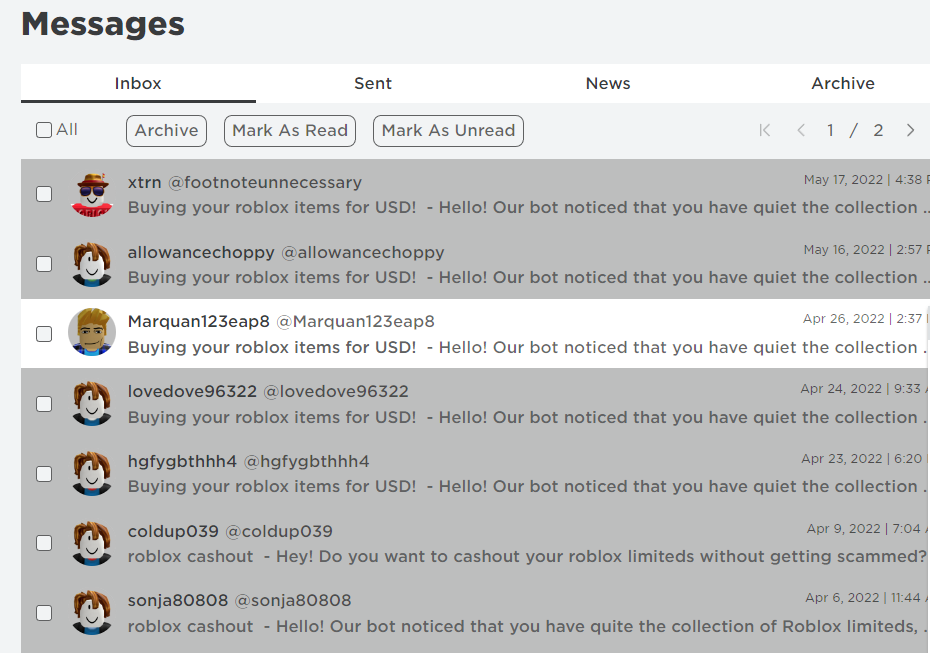 Messages
Inbox Sent News Archive
All Archive Mark As Read Mark As Unread 1 / 2
xtrn @footnoteunnecessary May 17, 2022 | 4:38
Buying your roblox items for USD! - Hello! Our bot noticed that you have quiet the collection ..
allowancechoppy @allowancechoppy May 16, 2022 | 2:57
Buying your roblox items for USD! - Hello! Our bot noticed that you have quiet the collection ..
Marquan123eap8 @Marquan123eap8 Apr 26, 2022 | 2:37
Buying your roblox items for USD! - Hello! Our bot noticed that you have quiet the collection .
lovedove96322 @lovedove96322 Apr 24, 2022 | 9:33
Buying your roblox items for USD! - Hello! Our bot noticed that you have quiet the collection .
hgfygbthhh4 @hgfygbthhh4 Apr 23, 2022 | 6:20
Buying your roblox items for USD! - Hello! Our bot noticed that you have quiet the collection .
coldup039 @coldup039 Apr 9, 2022 | 7:04
roblox cashout - Hey! Do you want to cashout your roblox limiteds without getting scammed?
sonja80808 @sonja80808 Apr 6, 2022 | 11:44
roblox cashout - Hello! Our bot noticed that you have quite the collection of Roblox limiteds, .